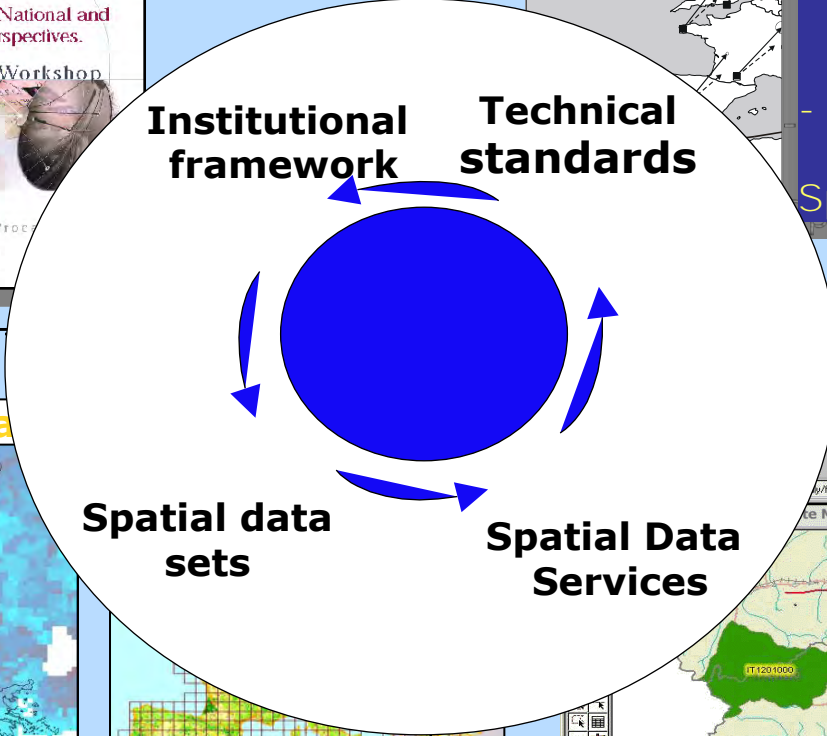 National and
rspectives.
Workshop
Institutional
framework
Technical
standards
-
S
Spatial data
sets
Spatial Data
Services
IT1201000